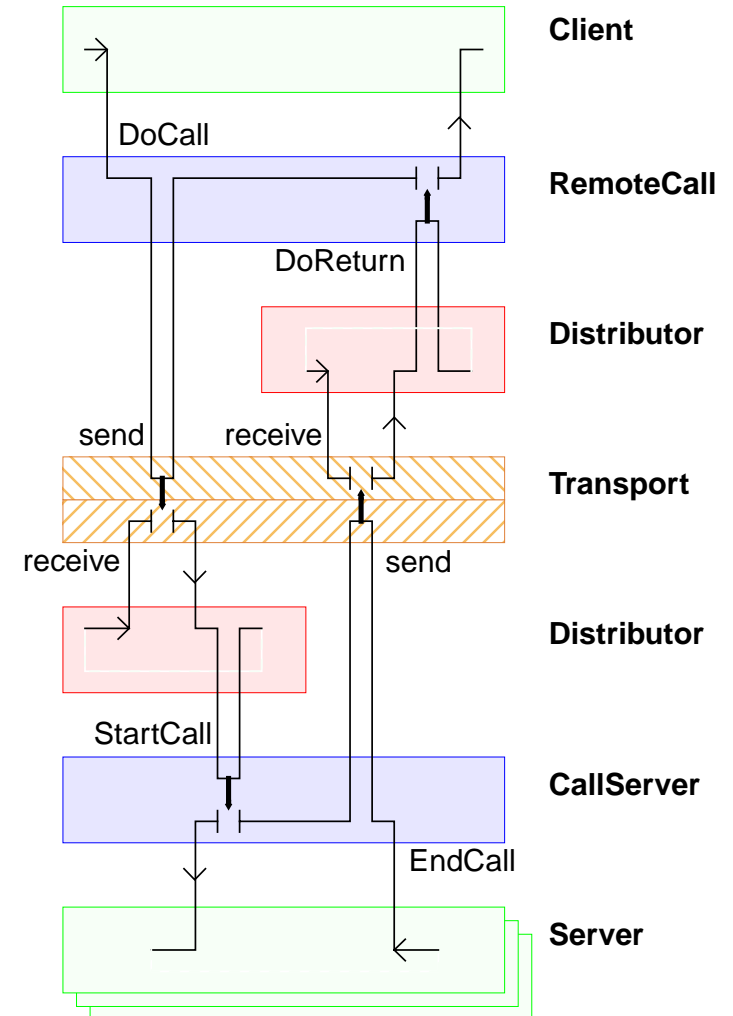 Client
DoCall
RemoteCall
DoReturn
Distributor
send
receive
Transport
receive
send
Distributor
StartCall
CallServer
EndCall
Server